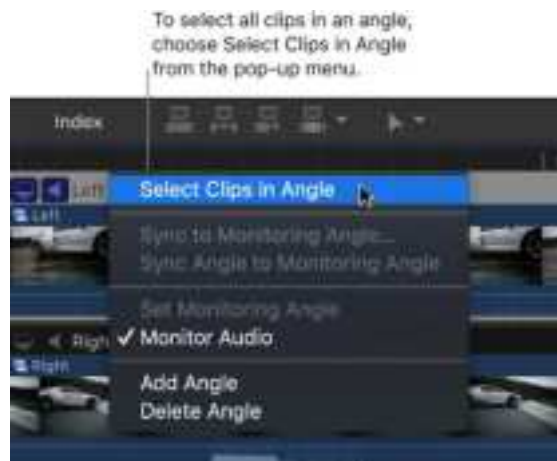 To select all clips in an angle,
choose Select Clips in Angle
from the pop-up menu.
Index
Left
Select Clips in Angle
Left
Sync to Monitoring Angle...
Sync Angle to Monitoring Angle
Set Monitoring Angle
Right
✓ Monitor Audio
Right
Add Angle
Delete Angle